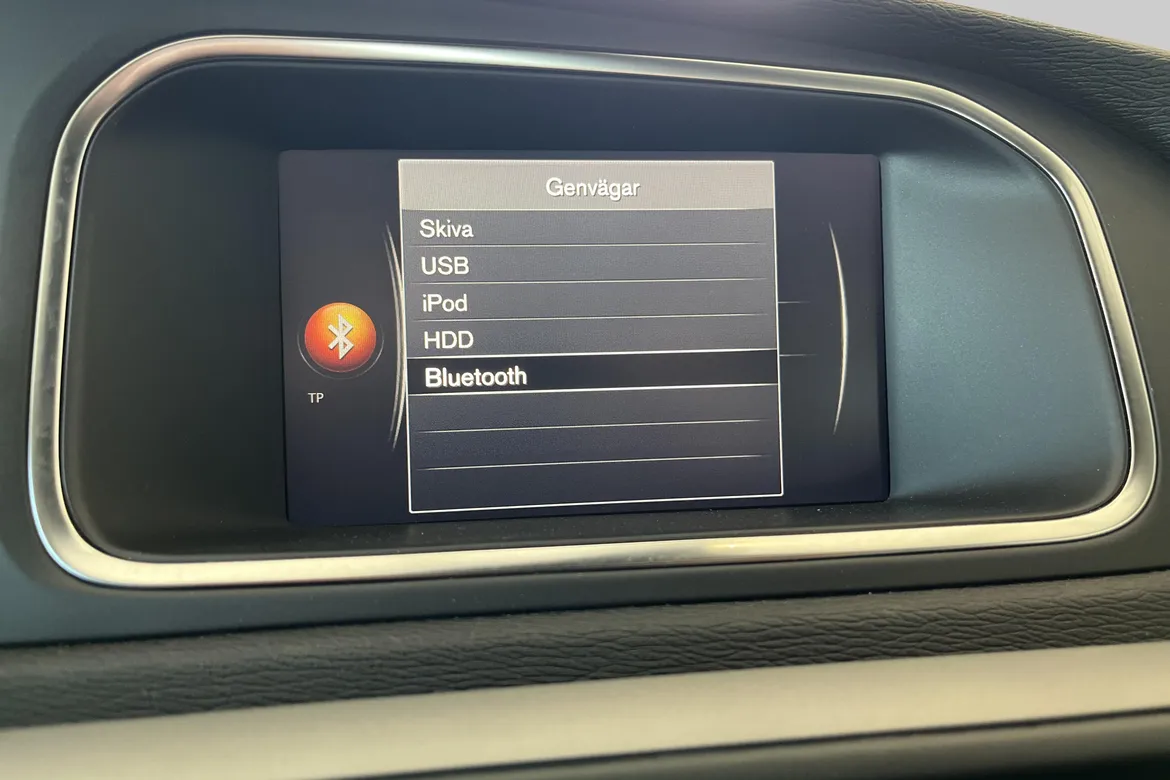 Genvägar
Skiva
USB
iPod
HDD
Bluetooth
TP